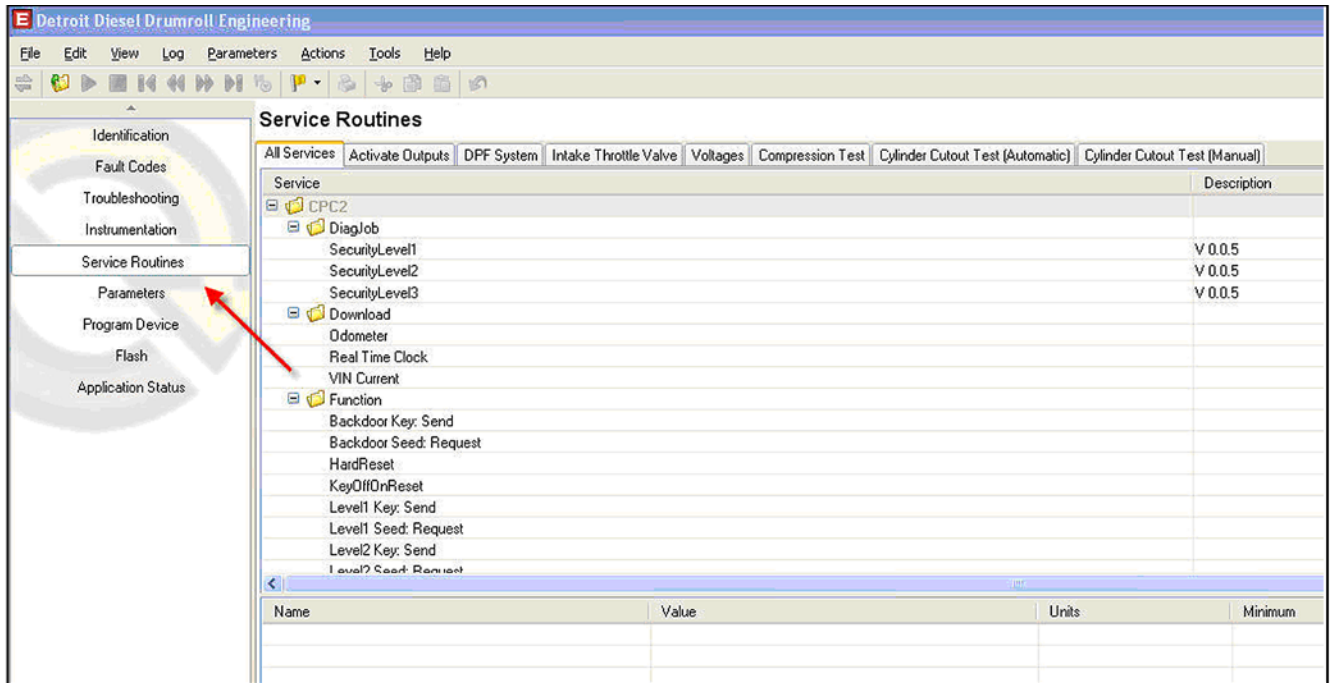 E Detroit Diesel Drumroll Engineering
File Edit View Log Parameters Actions Tools Help
Identification
Fault Codes
Troubleshooting
Instrumentation
Service Routines
Parameters
Program Device
Flash
Application Status
Service Routines
All Services Activate Outputs DPF System Intake Throttle Valve Voltages Compression Test Cylinder Cutout Test (Automatic) Cylinder Cutout Test (Manual)
Service Description
CPC2
DiagJob
SecurityLevel1 V 0.0.5
SecurityLevel2 V 0.0.5
SecurityLevel3 V 0.0.5
Download
Odometer
Real Time Clock
VIN Current
Function
Backdoor Key: Send
Backdoor Seed: Request
HardReset
KeyOffOnReset
Level1 Key: Send
Level1 Seed: Request
Level2 Key: Send
Level2 Seed: Request
Name Value Units Minimum